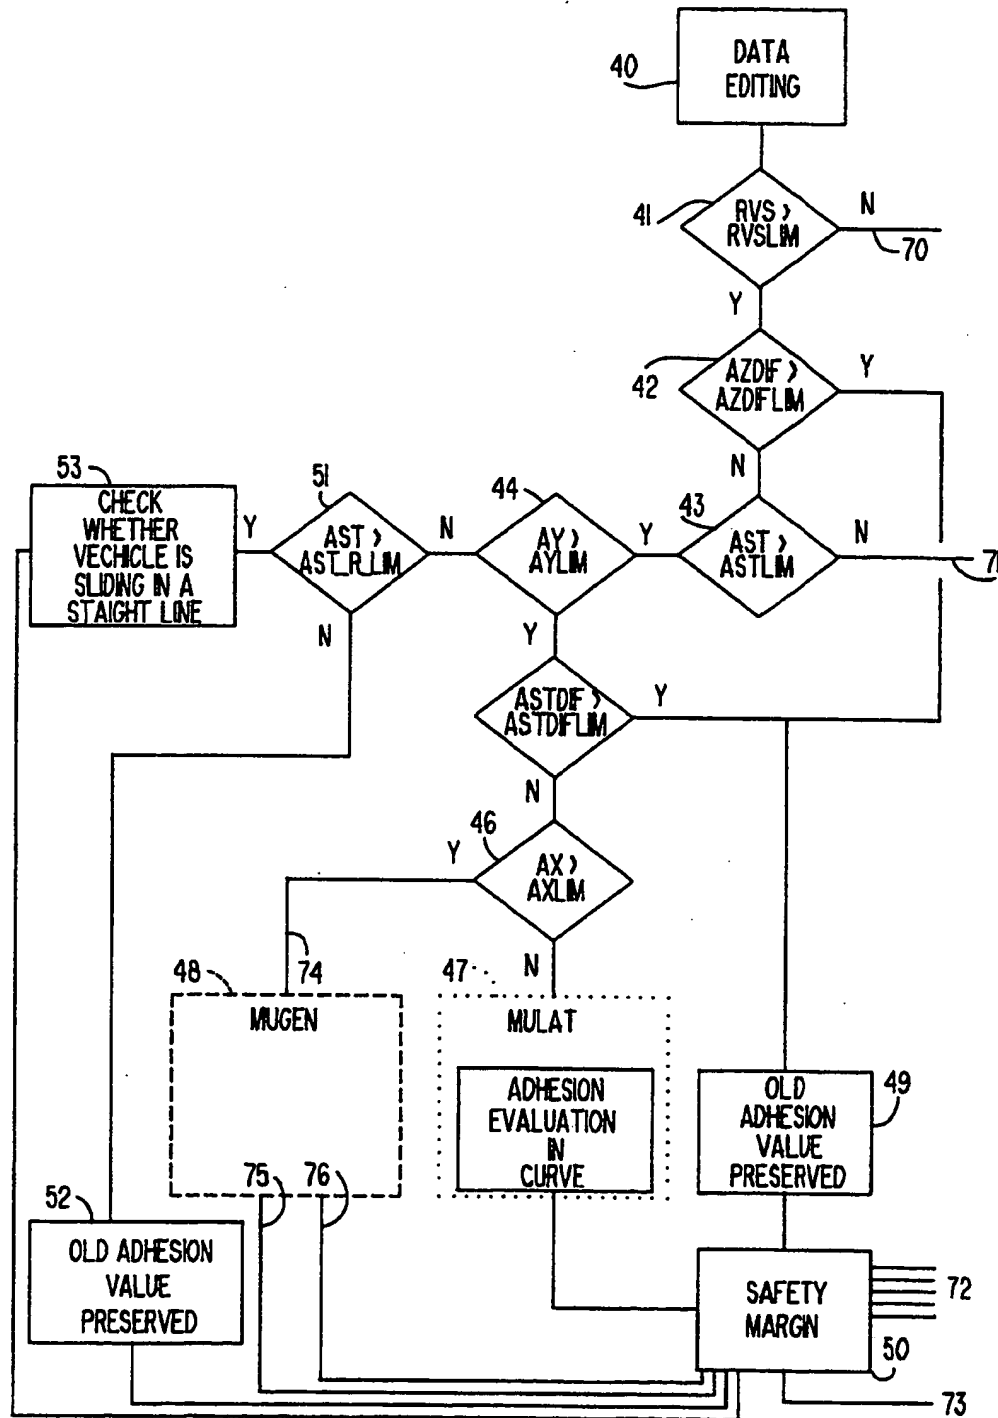 DATA
EDITING
40
41
RVS >
RVSLIM
N
70
Y
42
AZDIF >
AZDIFLIM
Y
N
53
CHECK
WHETHER
VECHICLE IS
SLIDING IN A
STAIGHT LINE
Y
51
AST >
AST_R_LIM
N
44
AY >
AYLIM
Y
43
AST >
ASTLIM
N
71
N
Y
ASTDIF >
ASTDIFLIM
Y
N
46
Y
AX >
AXLIM
N
74
48
MUGEN
75
76
47
MULAT
ADHESION
EVALUATION
IN
CURVE
OLD
ADHESION
VALUE
PRESERVED
49
52
OLD ADHESION
VALUE
PRESERVED
SAFETY
MARGIN
72
50
73